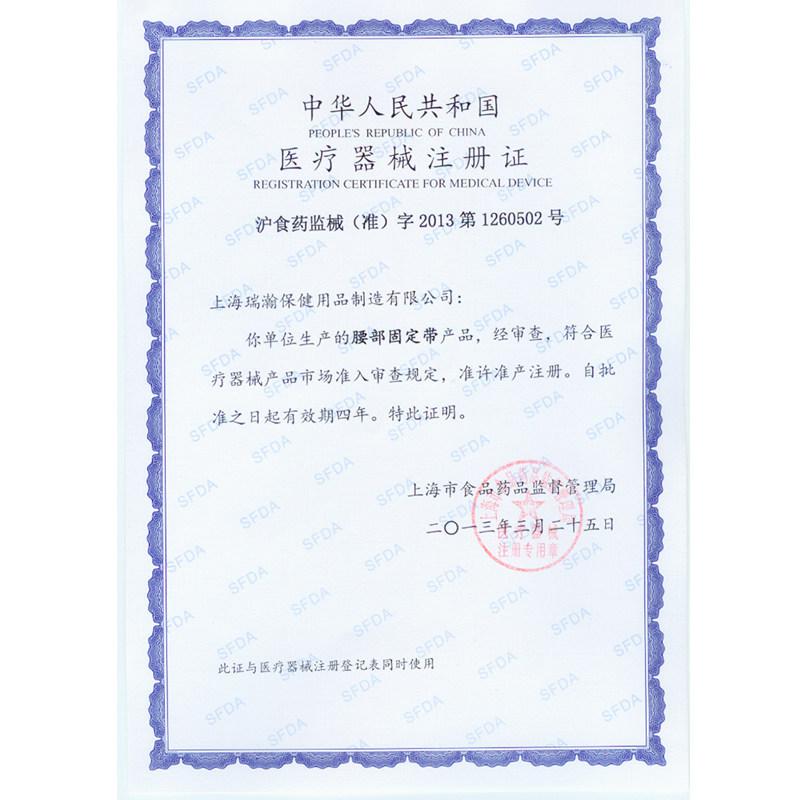 中华人民共和国
PEOPLE'S REPUBLIC OF CHINA
医疗器械注册证
REGISTRATION CERTIFICATE FOR MEDICAL DEVICE
沪食药监械（准）字 2013 第 1260502 号
上海瑞瀚保健用品制造有限公司：
你单位生产的腰部固定带产品，经审查，符合医
疗器械产品市场准入审查规定，准许准产注册。自批
准之日起有效期四年。特此证明。
上海市食品药品监督管理局
二〇一三年三月二十五日
医疗器械
注册专用章
此证与医疗器械注册登记表同时使用
SFDA